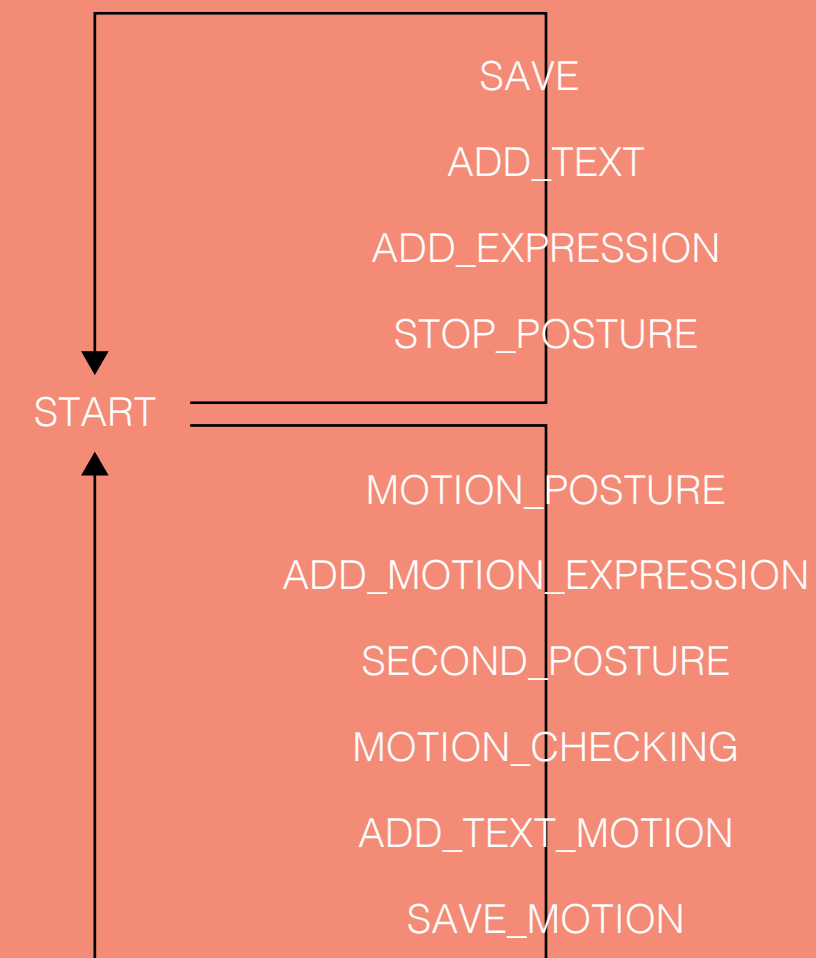 SAVE
ADD_TEXT
ADD_EXPRESSION
STOP_POSTURE
START
MOTION_POSTURE
ADD_MOTION_EXPRESSION
SECOND_POSTURE
MOTION_CHECKING
ADD_TEXT_MOTION
SAVE_MOTION